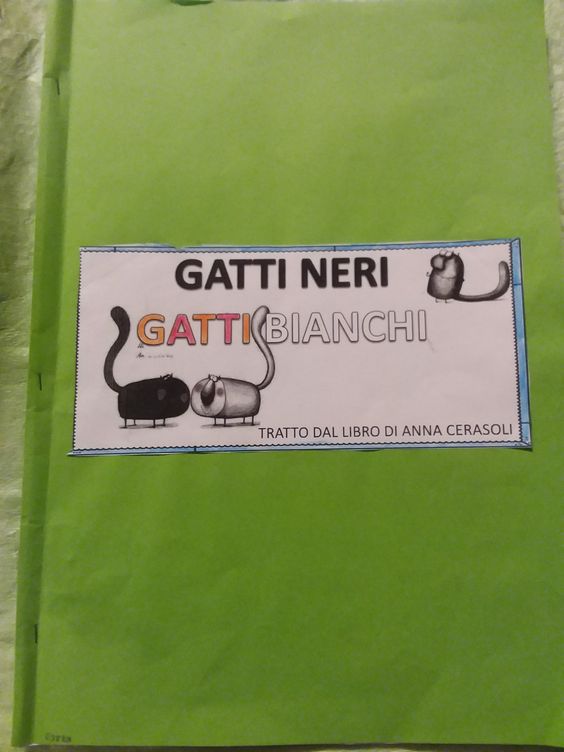 GATTI NERI
GATTI BIANCHI
TRATTO DAL LIBRO DI ANNA CERASOLI